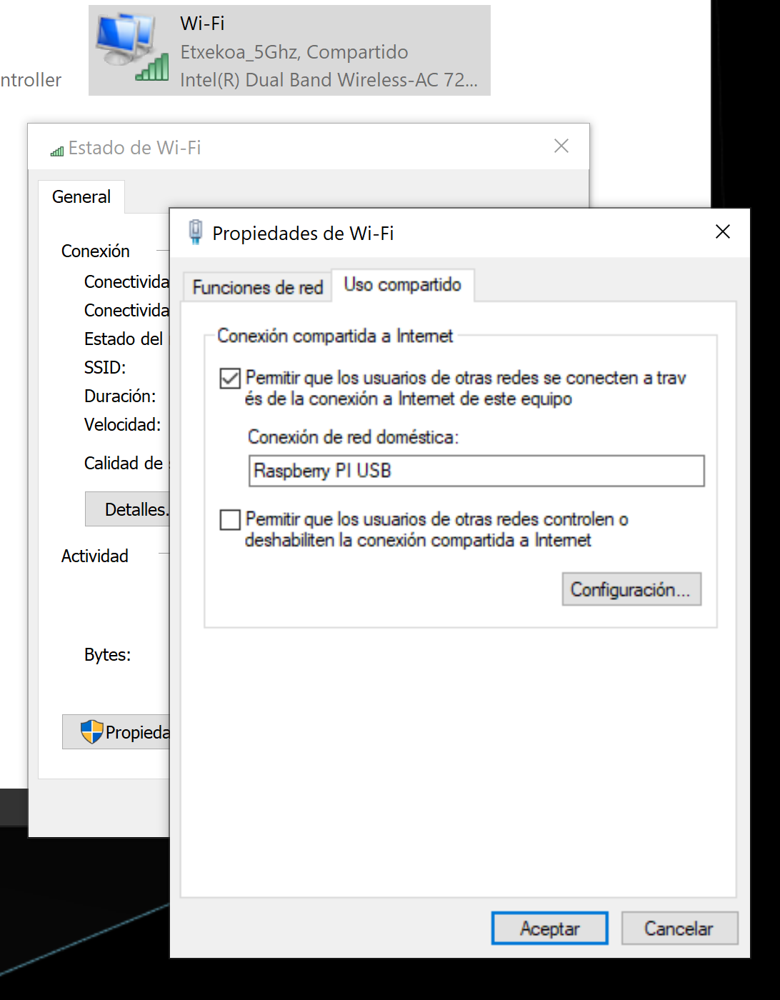 Wi-Fi
Etxekoa_5Ghz, Compartido
ntroller
Intel(R) Dual Band Wireless-AC 72...
Estado de Wi-Fi
General
Propiedades de Wi-Fi
Conexión
Conectivida
Conectivida
Estado del
SSID:
Duración:
Velocidad:
Calidad de
Detalles.
Actividad
Bytes:
Propieda
Funciones de red
Uso compartido
Conexión compartida a Internet
Permitir que los usuarios de otras redes se conecten a trav
és de la conexión a Internet de este equipo
Conexión de red doméstica:
Raspberry PI USB
Permitir que los usuarios de otras redes controlen o
deshabiliten la conexión compartida a Internet
Configuración...
Aceptar
Cancelar